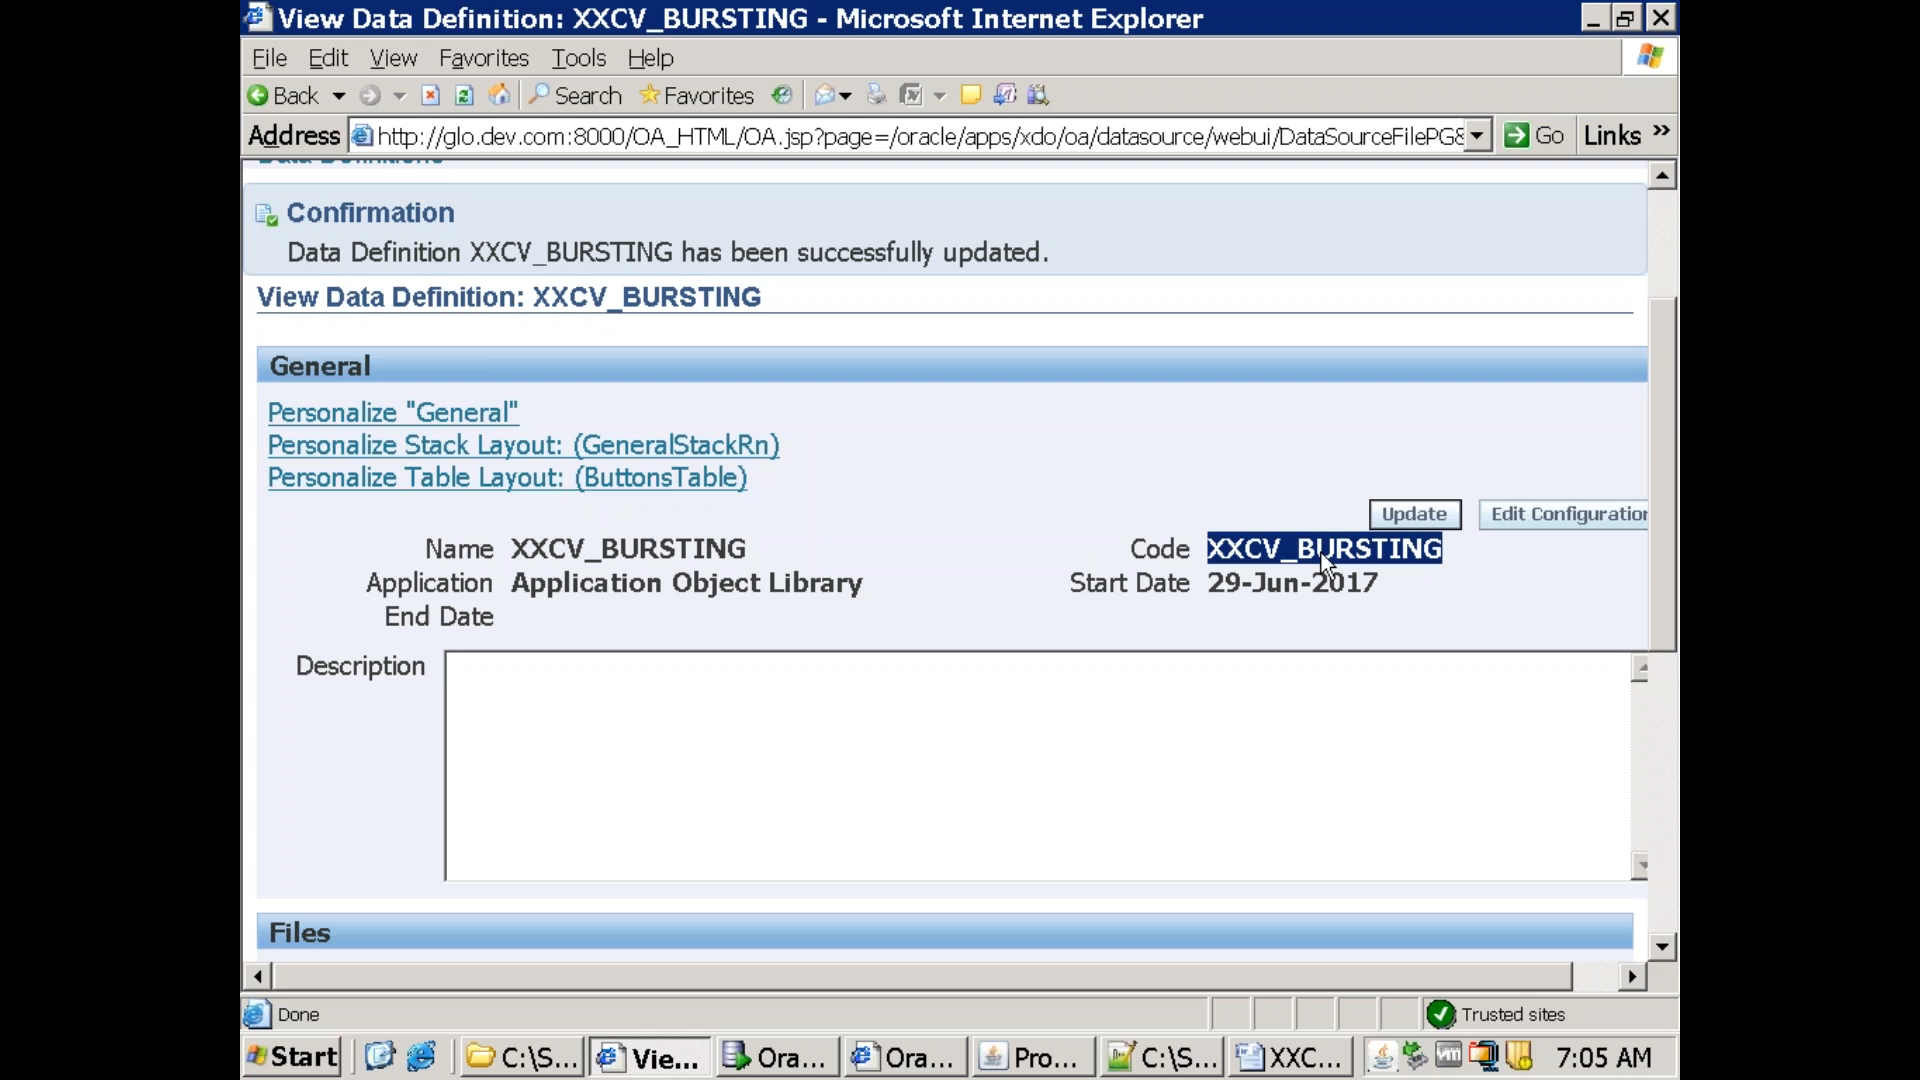 View Data Definition: XXCV_BURSTING - Microsoft Internet Explorer
File Edit View Favorites Tools Help
Back Search Favorites
Address http://glo.dev.com:8000/OA_HTML/OA.jsp?page=/oracle/apps/xdo/oa/datasource/webui/DataSourceFilePG& Go Links »
Data Definitions
Confirmation
Data Definition XXCV_BURSTING has been successfully updated.
View Data Definition: XXCV_BURSTING
General
Personalize "General"
Personalize Stack Layout: (GeneralStackRn)
Personalize Table Layout: (ButtonsTable)
Update Edit Configuration
Name XXCV_BURSTING Code XXCV_BURSTING
Application Application Object Library Start Date 29-Jun-2017
End Date
Description
Files
Done Trusted sites
Start C:\S... Vie... Ora... Ora... Pro... C:\S... XXC... 7:05 AM